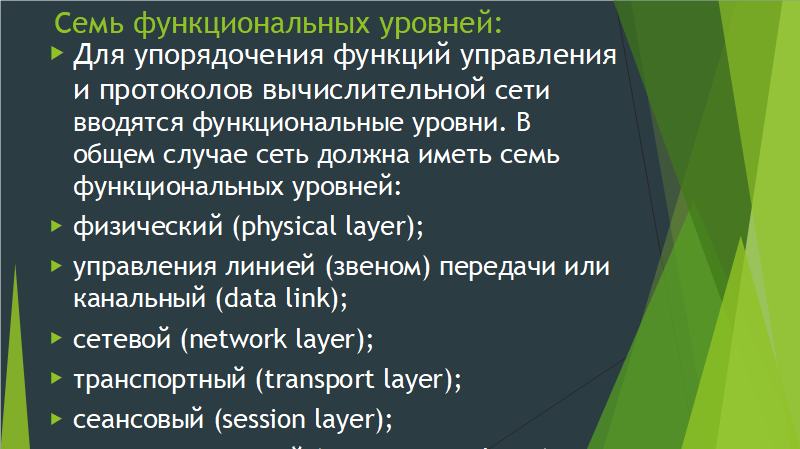 Семь функциональных уровней:
Для упорядочения функций управления
и протоколов вычислительной сети
вводятся функциональные уровни. В
общем случае сеть должна иметь семь
функциональных уровней:
физический (physical layer);
управления линией (звеном) передачи или
канальный (data link);
сетевой (network layer);
транспортный (transport layer);
сеансовый (session layer);